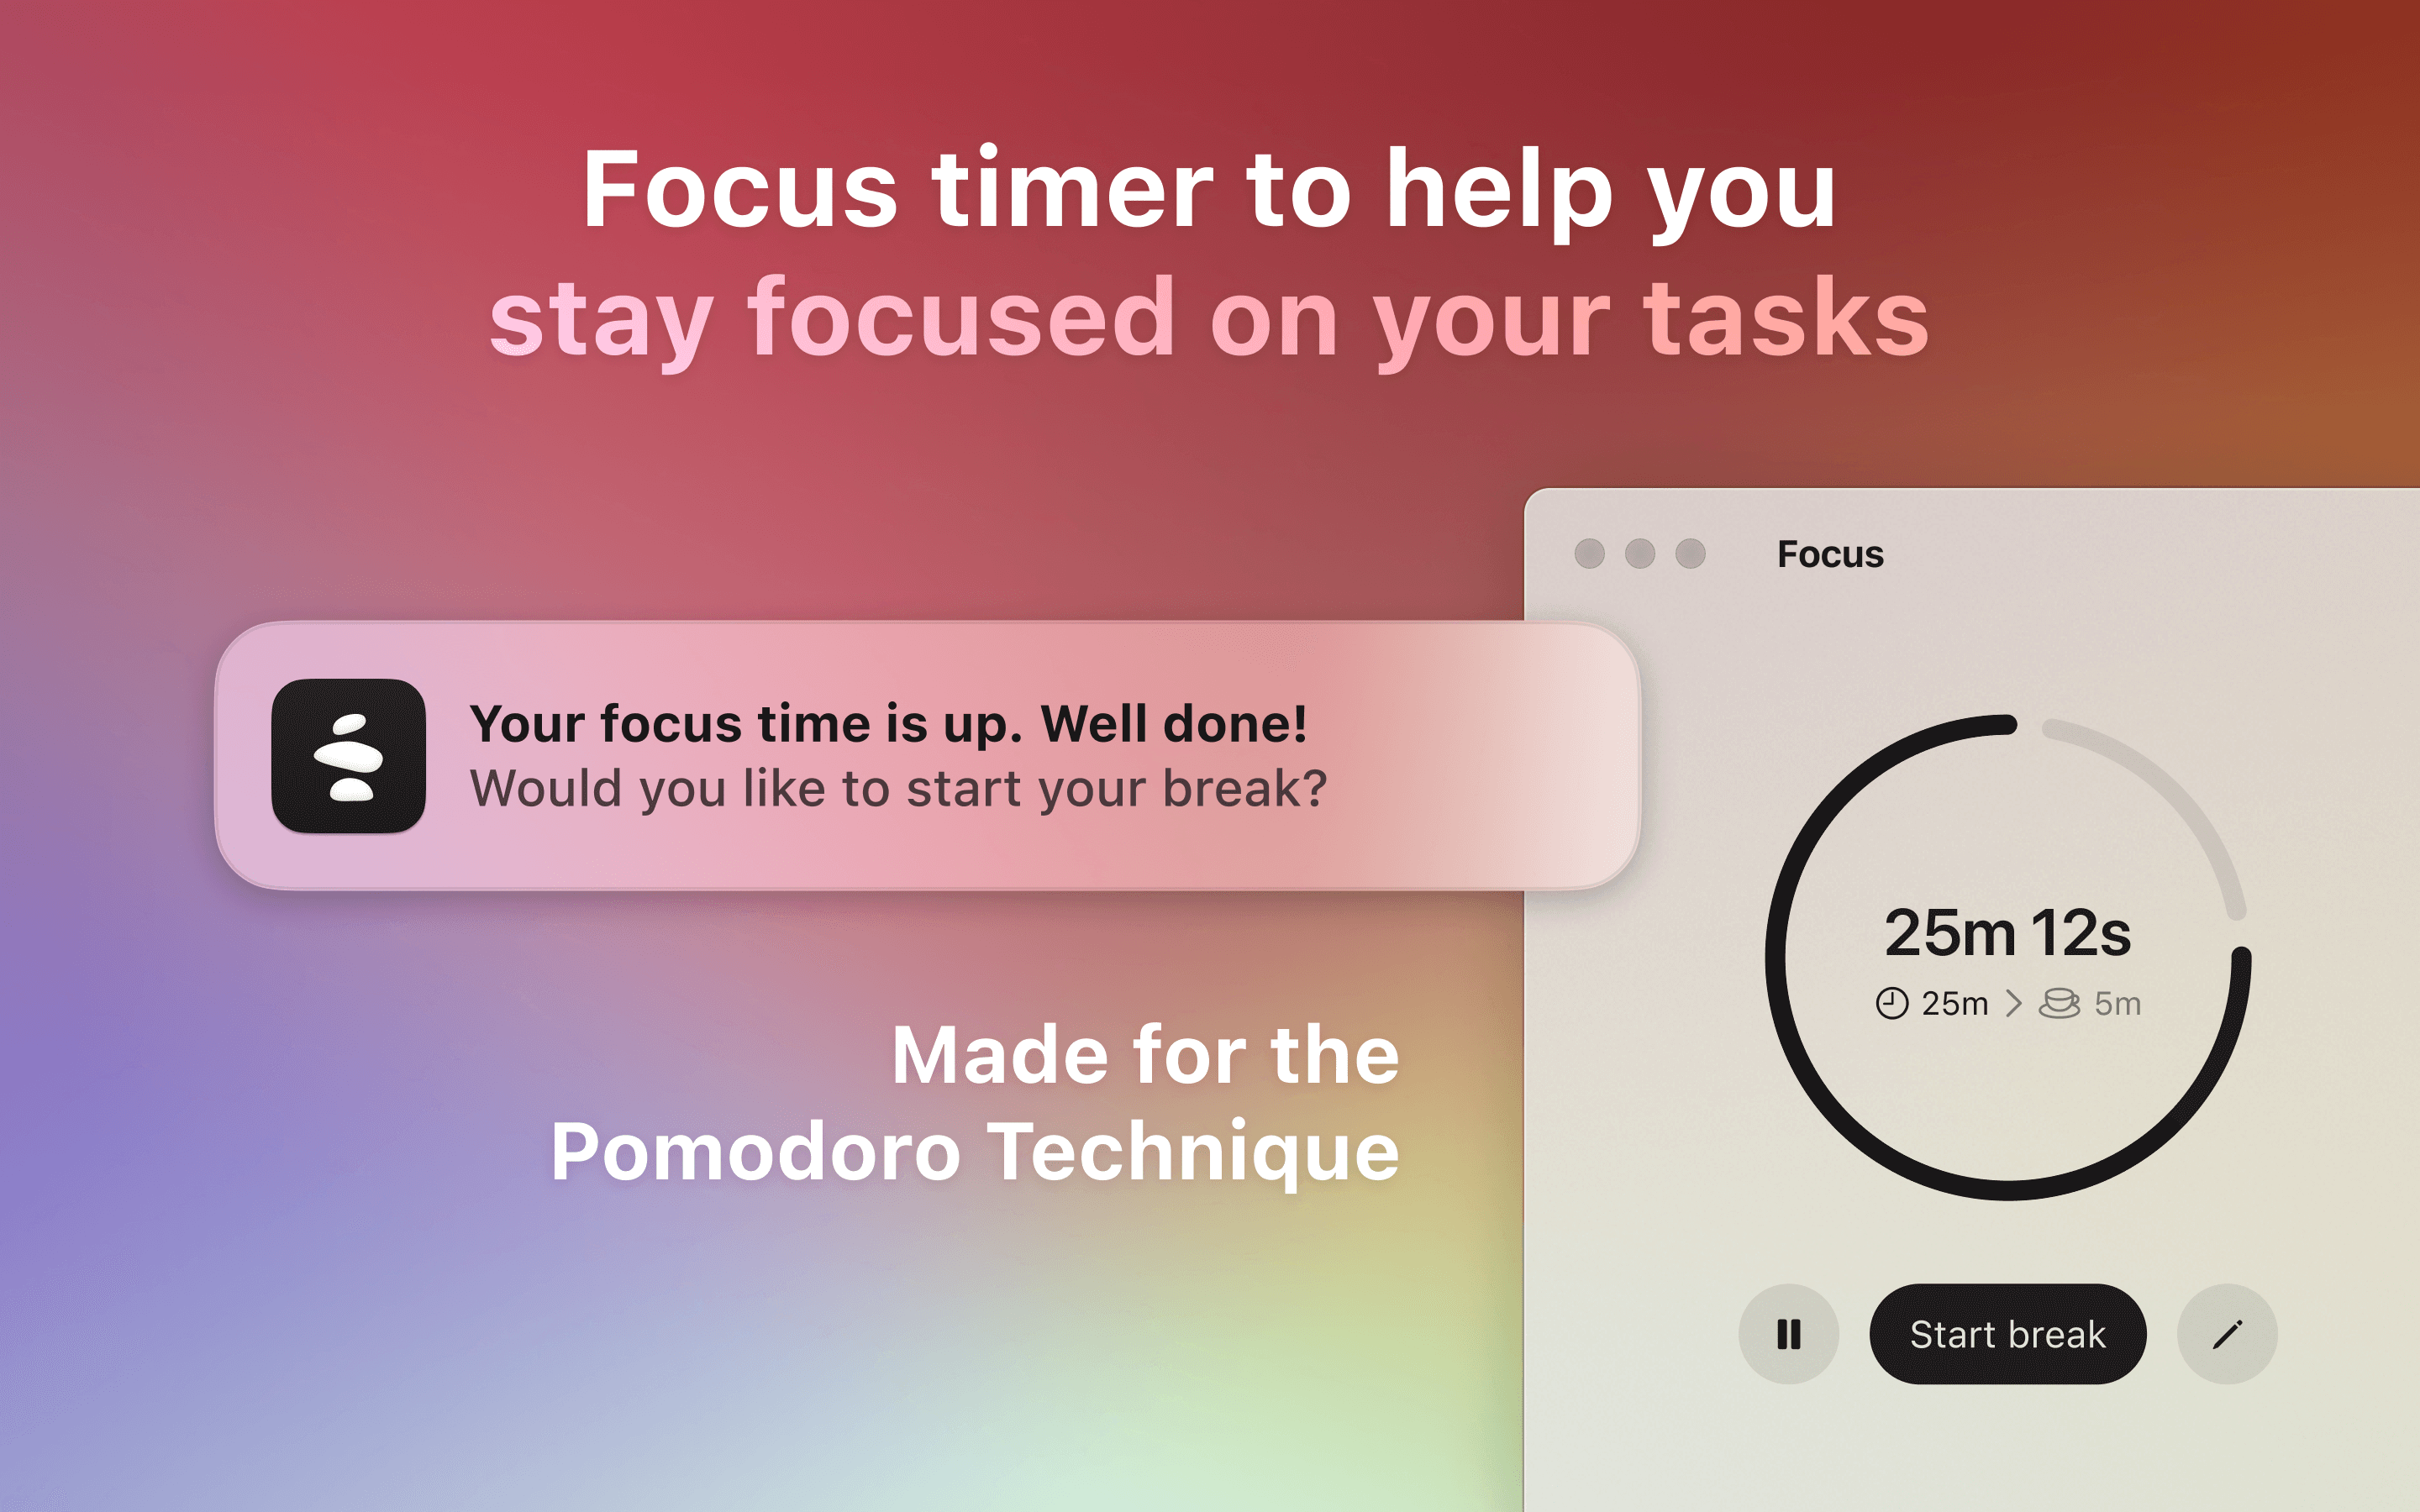 Focus timer to help you
stay focused on your tasks
Focus
Your focus time is up. Well done!
Would you like to start your break?
25m 12s
25m 5m
Made for the
Pomodoro Technique
Start break